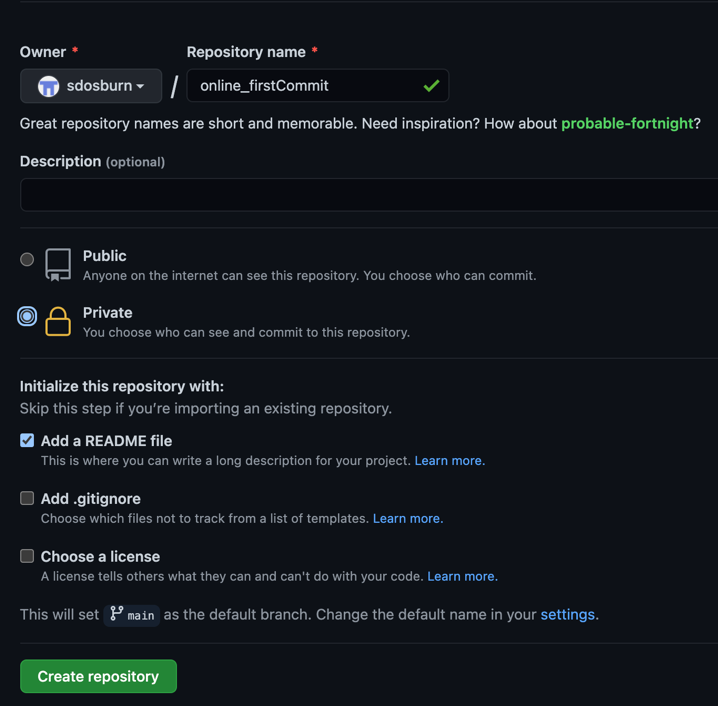 Owner * Repository name *
sdosburn / online_firstCommit
Great repository names are short and memorable. Need inspiration? How about probable-fortnight?
Description (optional)
Public
Anyone on the internet can see this repository. You choose who can commit.
Private
You choose who can see and commit to this repository.
Initialize this repository with:
Skip this step if you're importing an existing repository.
Add a README file
This is where you can write a long description for your project. Learn more.
Add .gitignore
Choose which files not to track from a list of templates. Learn more.
Choose a license
A license tells others what they can and can't do with your code. Learn more.
This will set main as the default branch. Change the default name in your settings.
Create repository